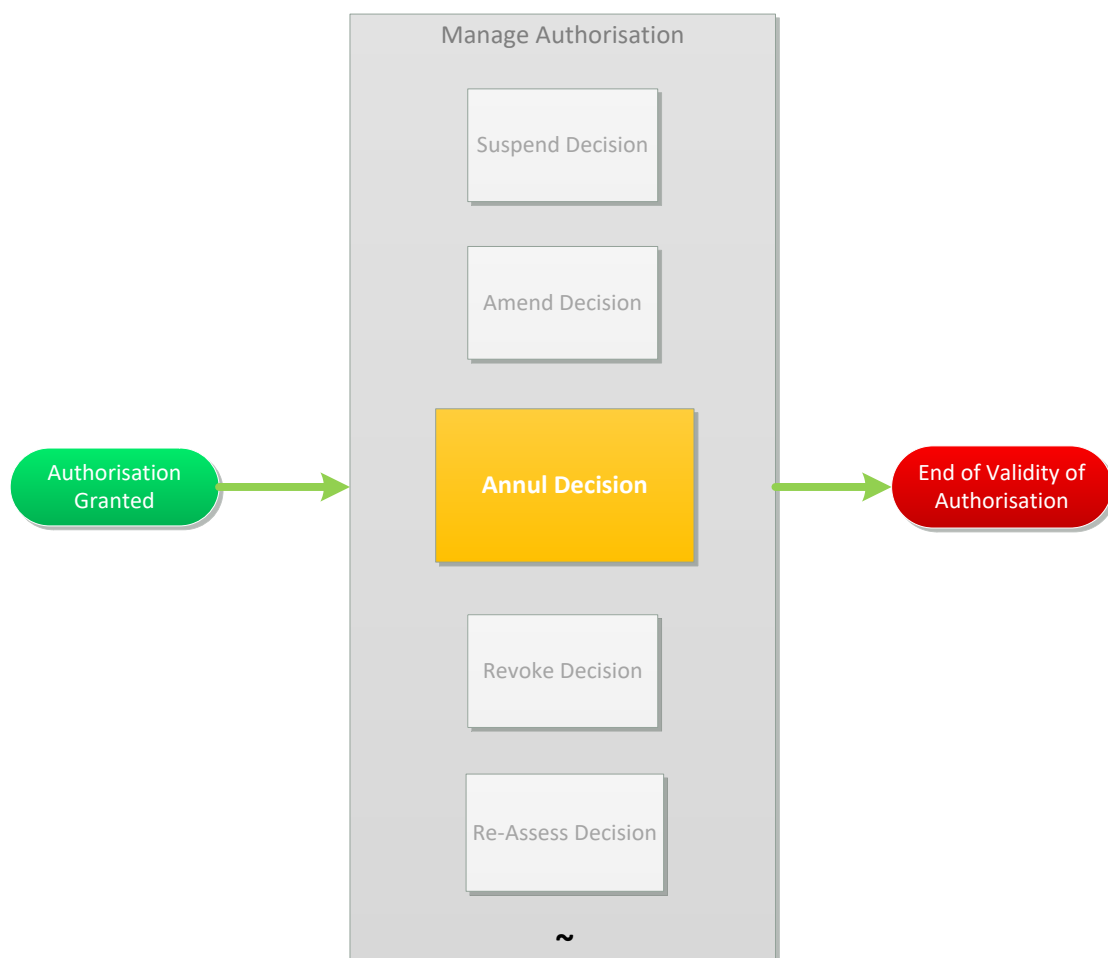 Manage Authorisation
Suspend Decision
Amend Decision
Authorisation
Granted
Annul Decision
End of Validity of
Authorisation
Revoke Decision
Re-Assess Decision
~